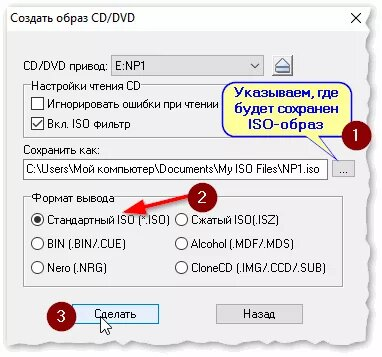 Создать образ CD/DVD
CD/DVD привод: E:NP1
Настройки чтения CD
Игнорировать ошибки при чтении
Вкл. ISO фильтр
Указываем, где
будет сохранен
ISO-образ
1
Сохранить как:
C:\Users\Мой компьютер\Documents\My ISO Files\NP1.iso ...
Формат вывода
2
Стандартный ISO (*.ISO) Сжатый ISO(.ISZ)
BIN (.BIN/.CUE) Alcohol (.MDF/.MDS)
Nero (.NRG) CloneCD (.IMG/.CCD/.SUB)
3 Сделать Назад